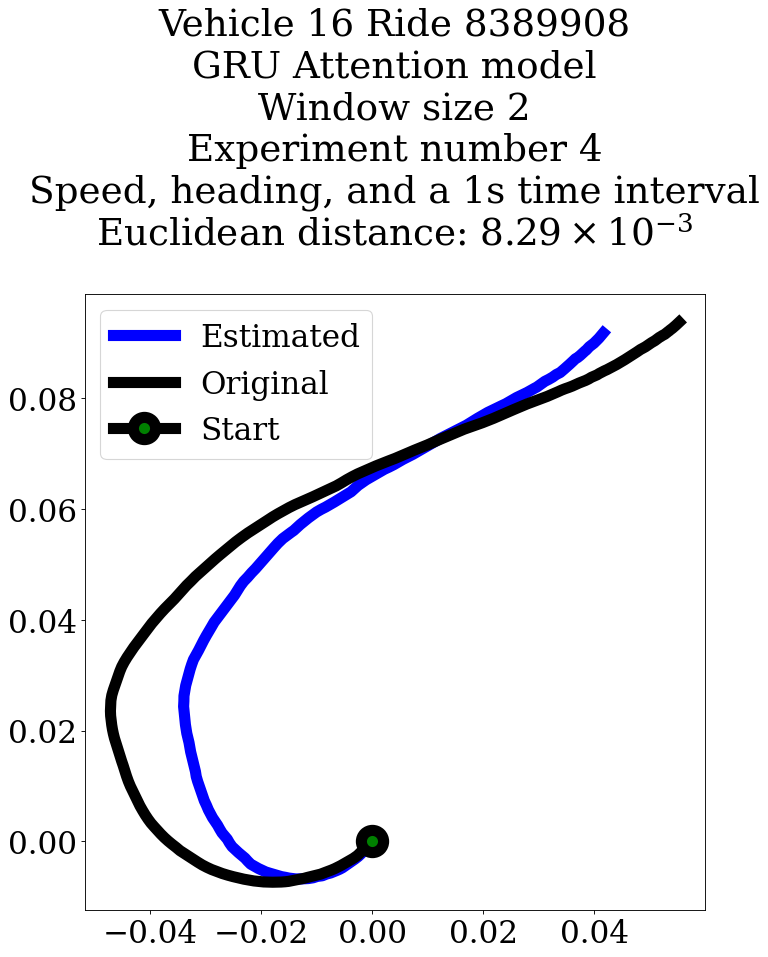 Vehicle 16 Ride 8389908
GRU Attention model
Window size 2
Experiment number 4
Speed, heading, and a 1s time interval
Euclidean distance: 8.29 × 10⁻³
Estimated
Original
Start
0.08
0.06
0.04
0.02
0.00
−0.04 −0.02 0.00 0.02 0.04